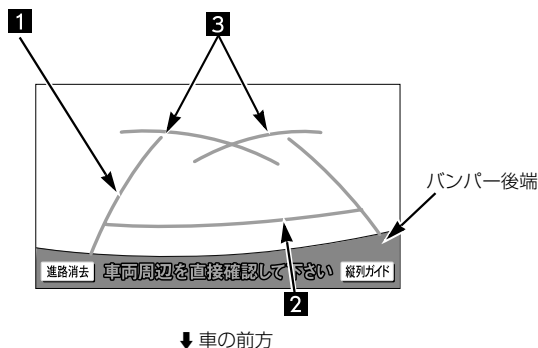 1
3
バンパー後端
進路消去 車両周辺を直接確認して下さい 縦列ガイド
2
⬇ 車の前方